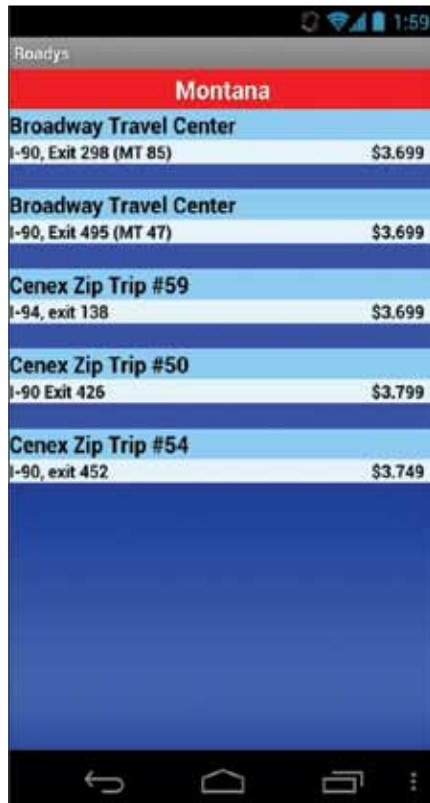 1:59
Roadys
Montana
Broadway Travel Center
I-90, Exit 298 (MT 85) $3.699
Broadway Travel Center
I-90, Exit 495 (MT 47) $3.699
Cenex Zip Trip #59
I-94, exit 138 $3.699
Cenex Zip Trip #50
I-90 Exit 426 $3.799
Cenex Zip Trip #54
I-90, exit 452 $3.749